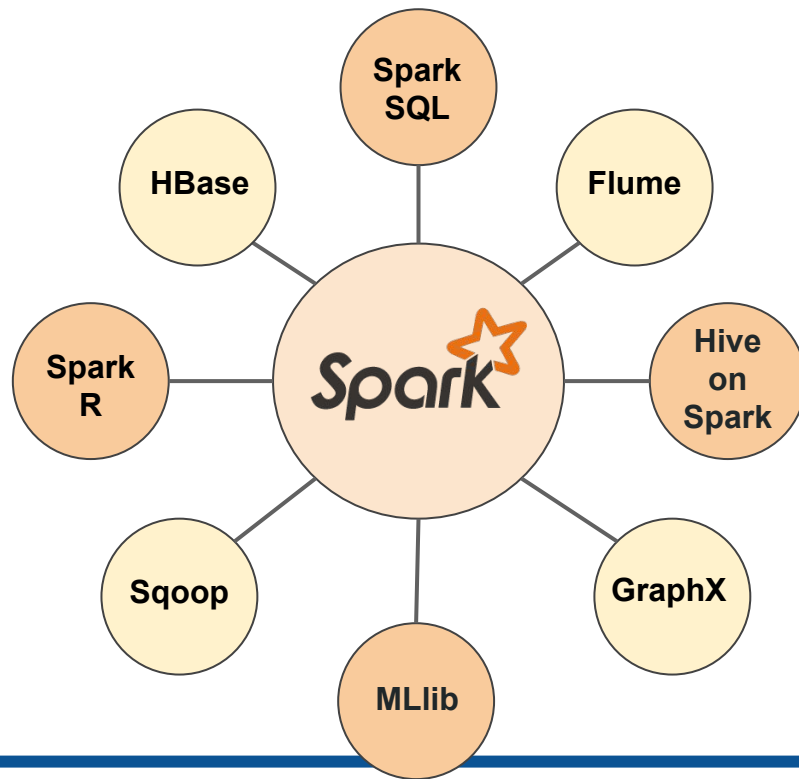 Spark
SQL
HBase
Flume
Spark
R
Spark
Hive
on
Spark
Sqoop
GraphX
MLlib